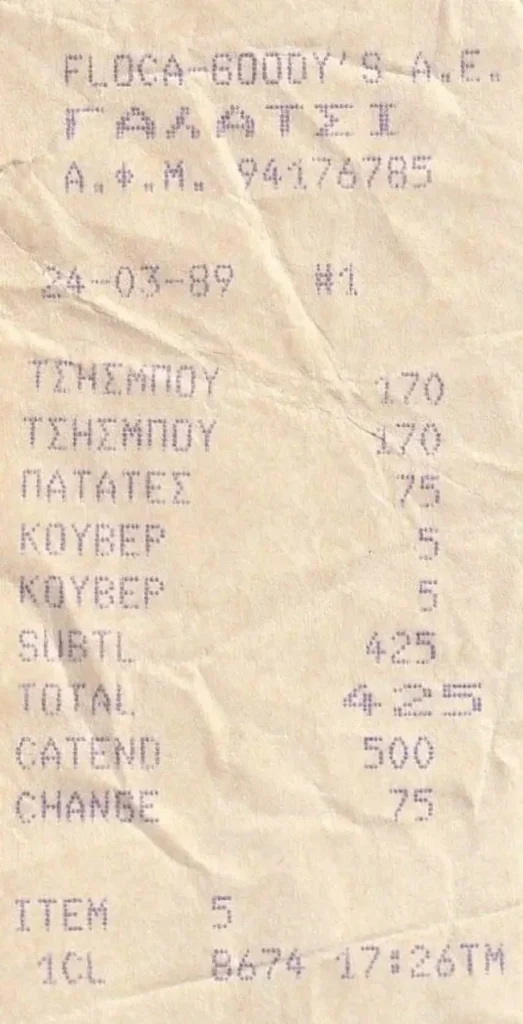 FLOCA-GOODY'S Α.Ε.
ΓΑΛΑΤΣΙ
Α.Φ.Μ. 94176785
24-03-89 #1
ΤΣΗΣΜΠΟΥ 170
ΤΣΗΣΜΠΟΥ 170
ΠΑΤΑΤΕΣ 75
ΚΟΥΒΕΡ 5
ΚΟΥΒΕΡ 5
SUBTL 425
TOTAL 425
CATEND 500
CHANGE 75
ITEM 5
1CL 8674 17:26TM